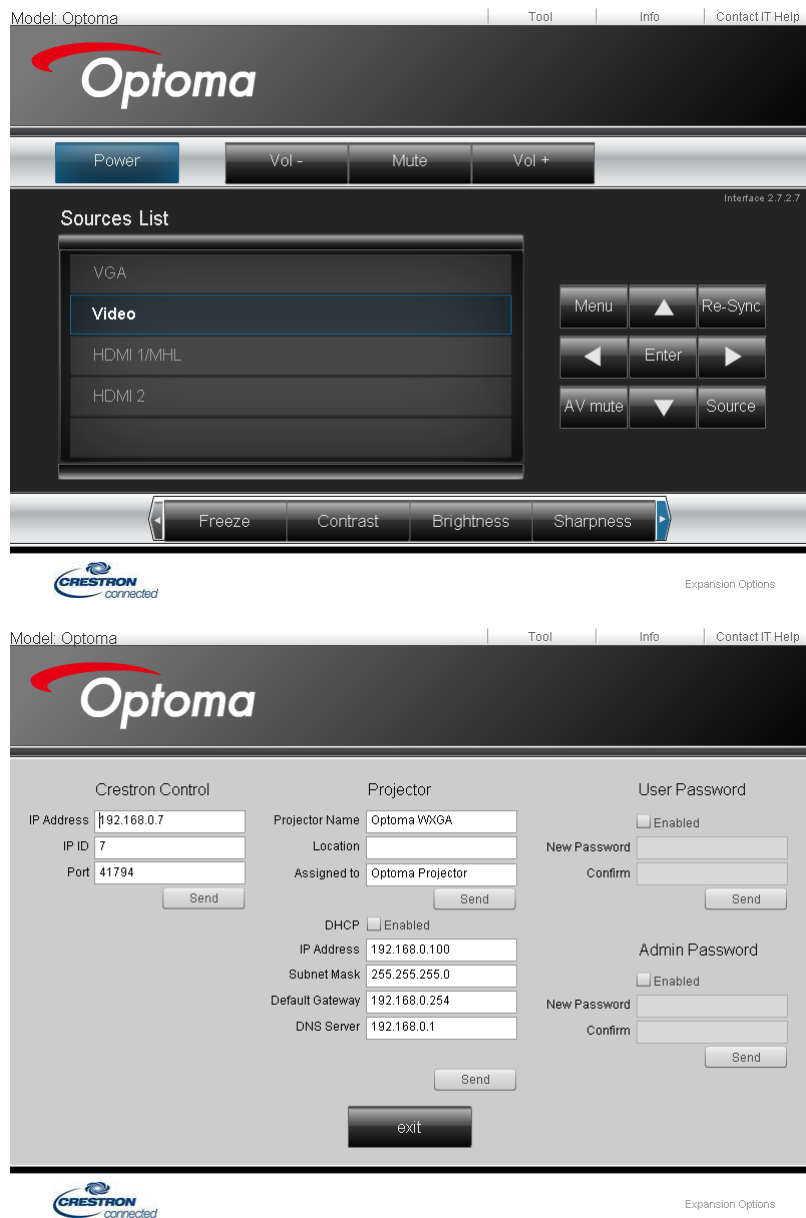 Model: Optoma Tool Info Contact IT Help
Optoma
Power Vol - Mute Vol +
Interface 2.7.2.7
Sources List
VGA
Video
HDMI 1/MHL
HDMI 2
Menu Re-Sync
Enter
AV mute Source
Freeze Contrast Brightness Sharpness
CRESTRON
connected
Expansion Options
Model: Optoma Tool Info Contact IT Help
Optoma
Crestron Control
IP Address 192.168.0.7
IP ID 7
Port 41794
Send
Projector
Projector Name Optoma WXGA
Location
Assigned to Optoma Projector
Send
DHCP Enabled
IP Address 192.168.0.100
Subnet Mask 255.255.255.0
Default Gateway 192.168.0.254
DNS Server 192.168.0.1
Send
User Password
Enabled
New Password
Confirm
Send
Admin Password
Enabled
New Password
Confirm
Send
exit
CRESTRON
connected
Expansion Options